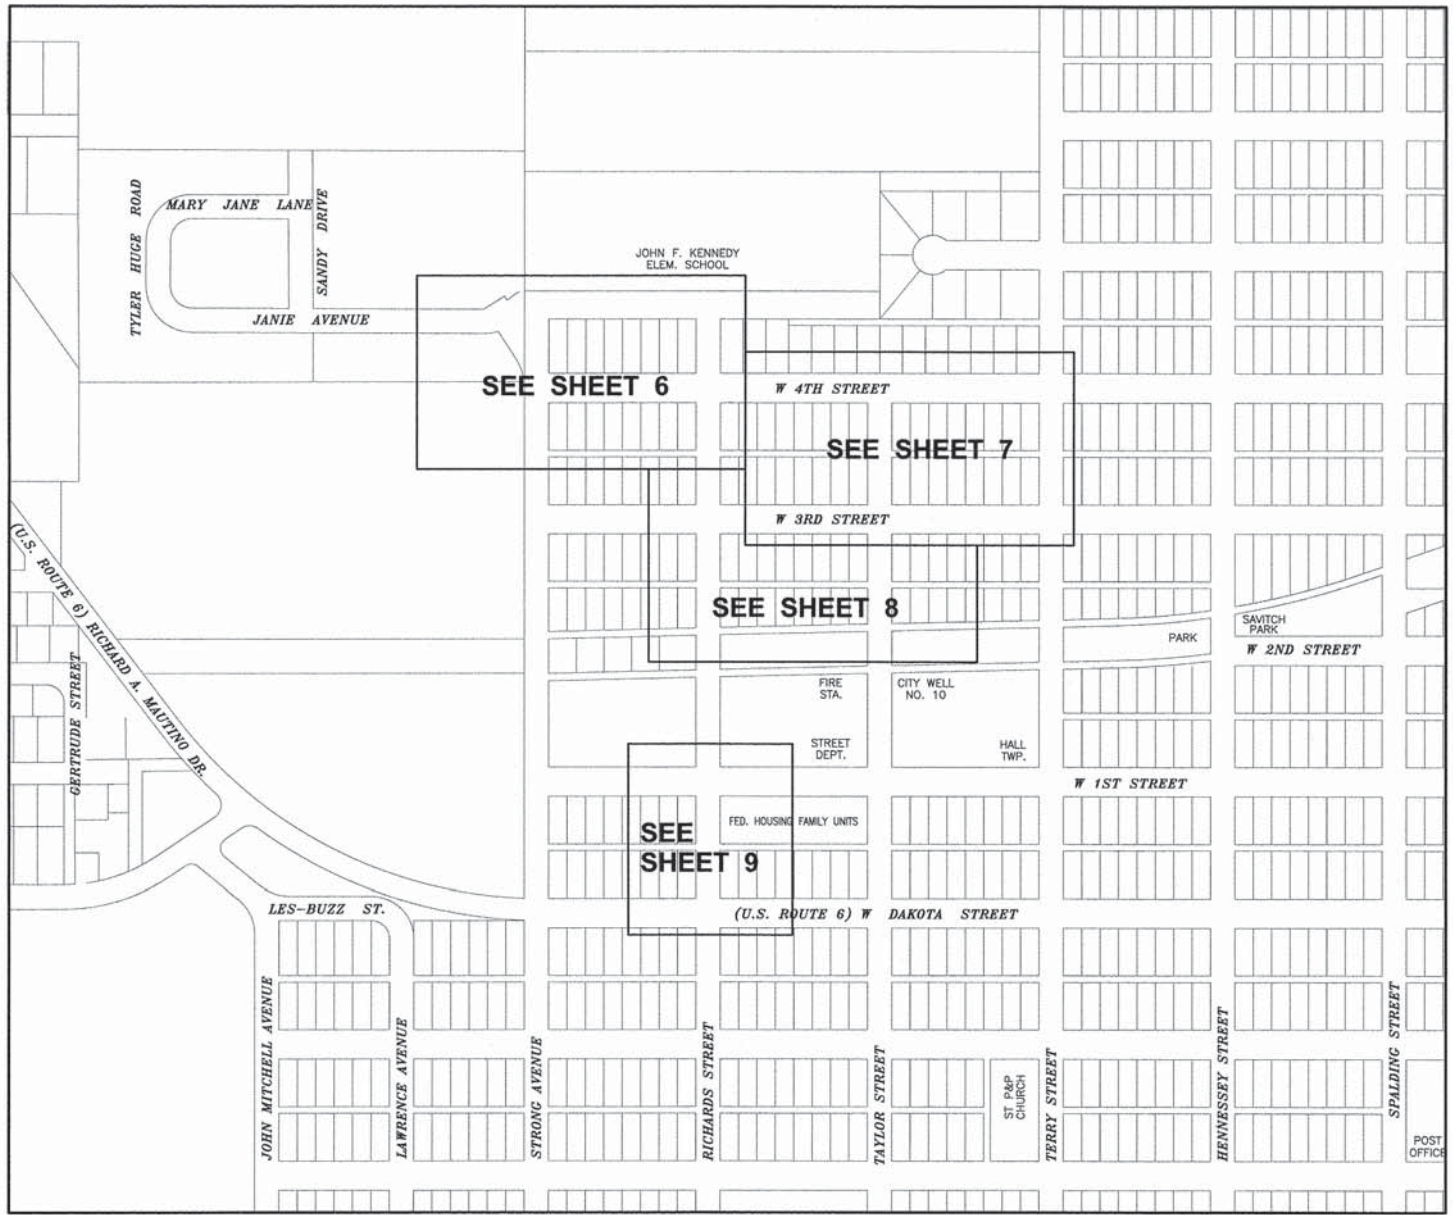 TYLER HUGE ROAD
MARY JANE LANE
SANDY DRIVE
JANIE AVENUE
JOHN F. KENNEDY
ELEM. SCHOOL
SEE SHEET 6
W 4TH STREET
SEE SHEET 7
W 3RD STREET
(U.S. ROUTE 6) RICHARD A. MAUTINO DR.
GERTRUDE STREET
SEE SHEET 8
PARK
SAVITCH
PARK
W 2ND STREET
FIRE
STA.
CITY WELL
NO. 10
STREET
DEPT.
HALL
TWP.
W 1ST STREET
SEE
SHEET 9
FED. HOUSING FAMILY UNITS
LES-BUZZ ST.
(U.S. ROUTE 6) W DAKOTA STREET
JOHN MITCHELL AVENUE
LAWRENCE AVENUE
STRONG AVENUE
RICHARDS STREET
TAYLOR STREET
ST P&P
CHURCH
TERRY STREET
HENNESSEY STREET
SPALDING STREET
POST
OFFICE